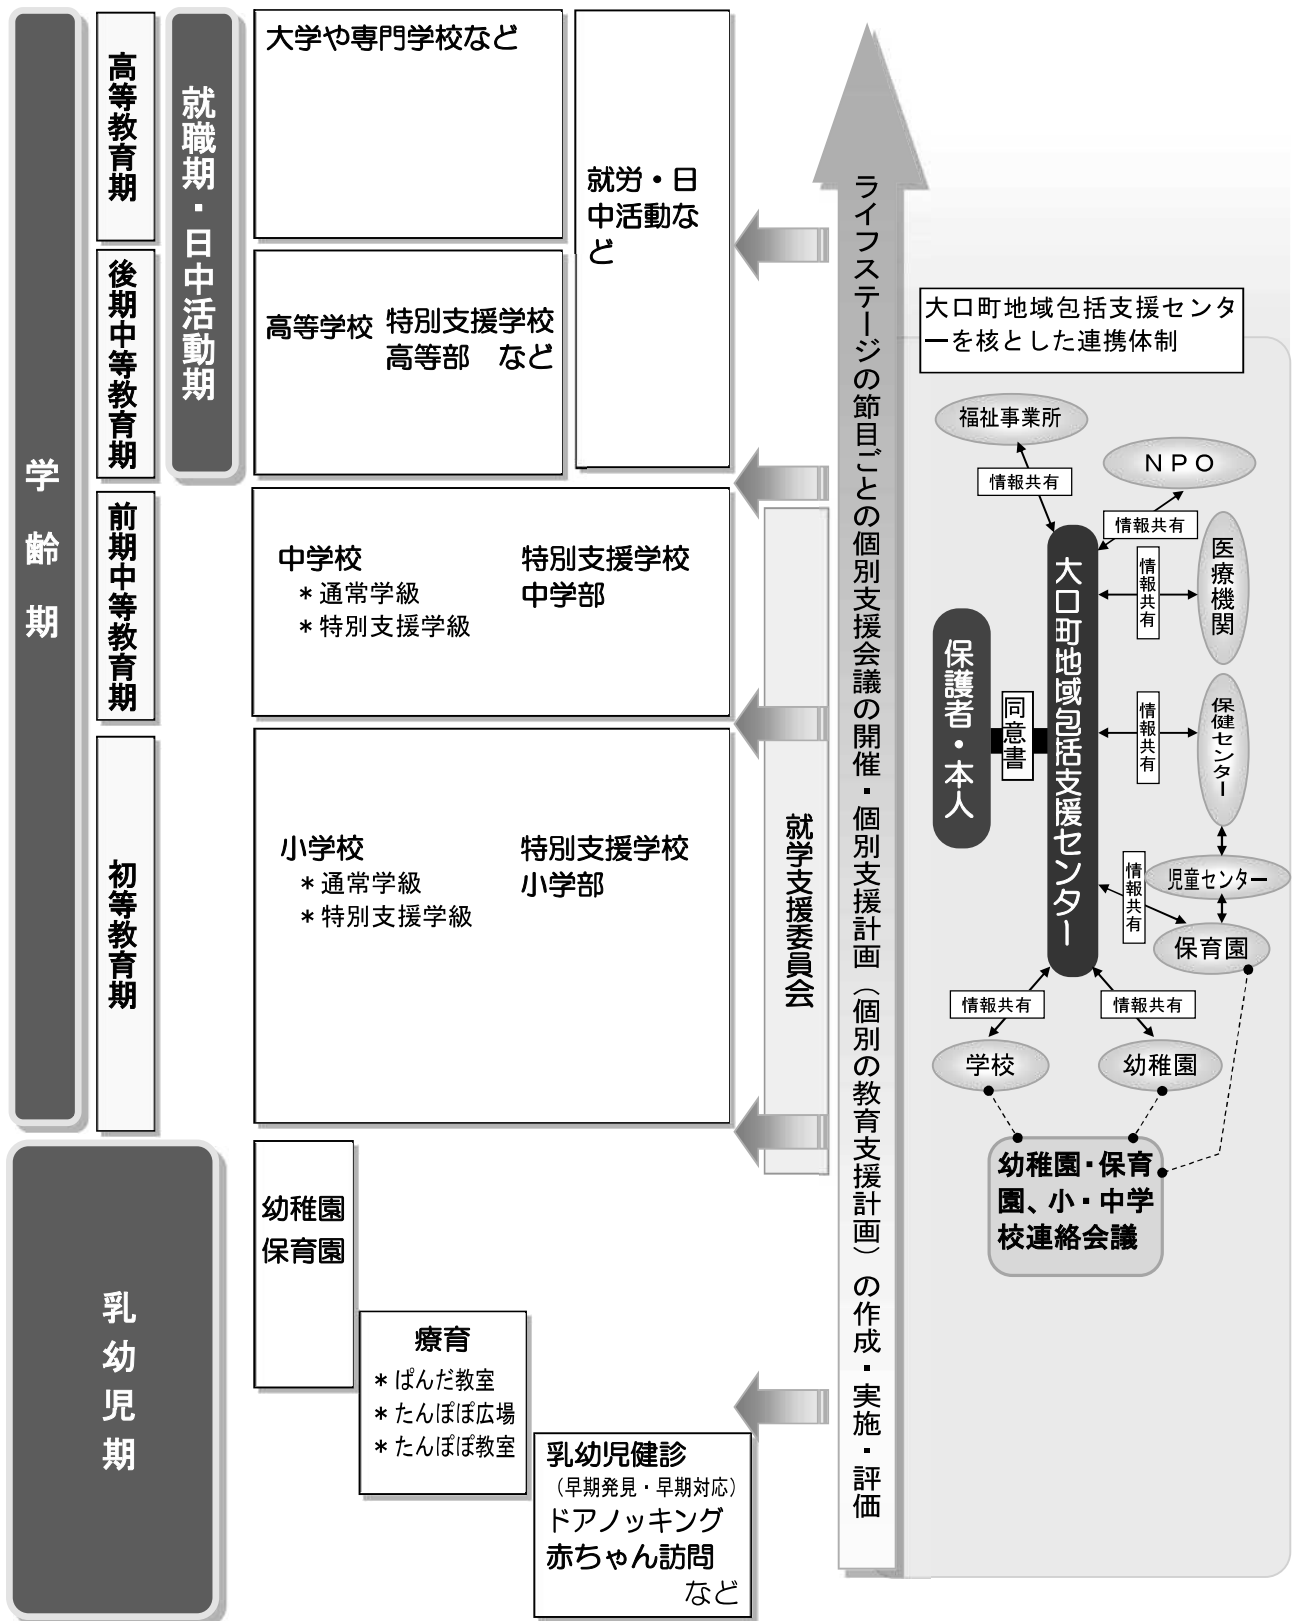 学齢期
高等教育期
後期中等教育期
前期中等教育期
初等教育期
就職期・日中活動期
乳幼児期
大学や専門学校など
就労・日
中活動な
ど
高等学校
特別支援学校
高等部　など
中学校
＊通常学級
＊特別支援学級
特別支援学校
中学部
小学校
＊通常学級
＊特別支援学級
特別支援学校
小学部
幼稚園
保育園
療育
＊ぱんだ教室
＊たんぽぽ広場
＊たんぽぽ教室
乳幼児健診
（早期発見・早期対応）
ドアノッキング
赤ちゃん訪問
など
就学支援委員会
ライフステージの節目ごとの個別支援会議の開催・個別支援計画（個別の教育支援計画）の作成・実施・評価
大口町地域包括支援センタ
ーを核とした連携体制
福祉事業所
情報共有
ＮＰＯ
情報共有
医療機関
情報共有
大口町地域包括支援センター
保護者・本人
同意書
保健センター
情報共有
児童センター
情報共有
保育園
情報共有
情報共有
学校
幼稚園
幼稚園・保育
園、小・中学
校連絡会議